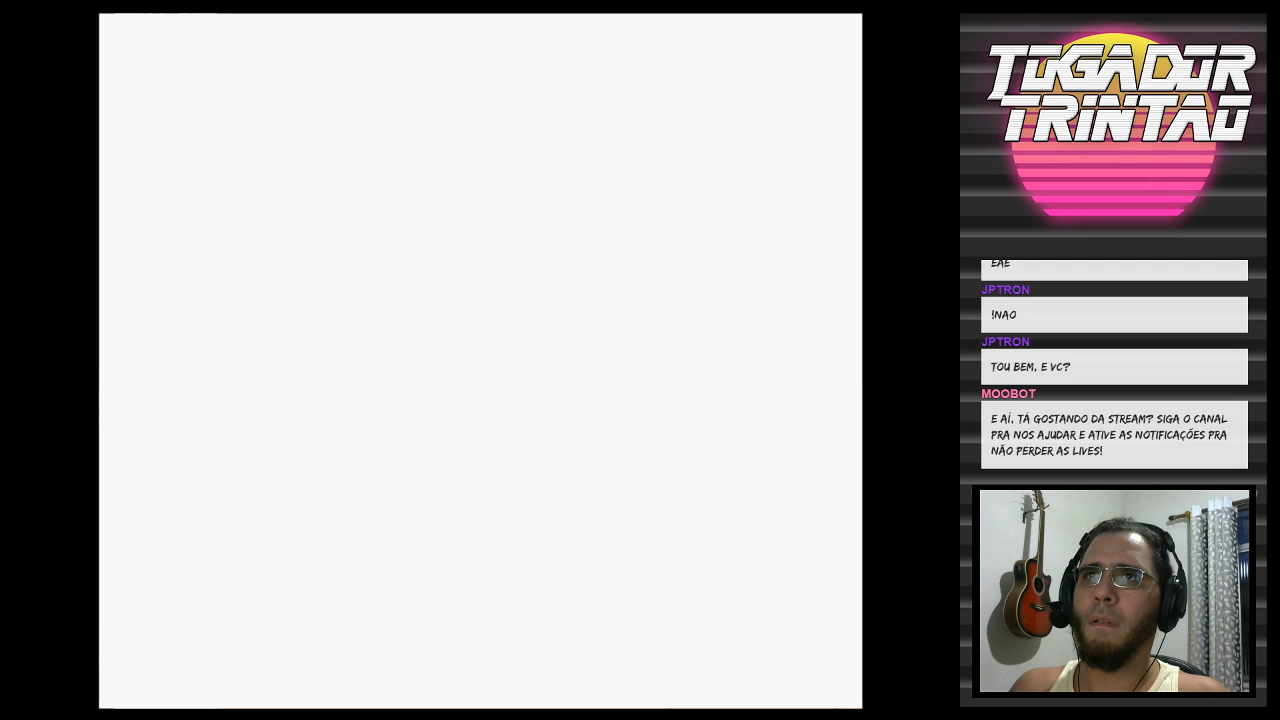 JOGADOR
TRINTAO
EAE
JPTRON
!NAO
JPTRON
TOU BEM, E VC?
MOOBOT
E AÍ, TÁ GOSTANDO DA STREAM? SIGA O CANAL
PRA NOS AJUDAR E ATIVE AS NOTIFICAÇÕES PRA
NÃO PERDER AS LIVES!